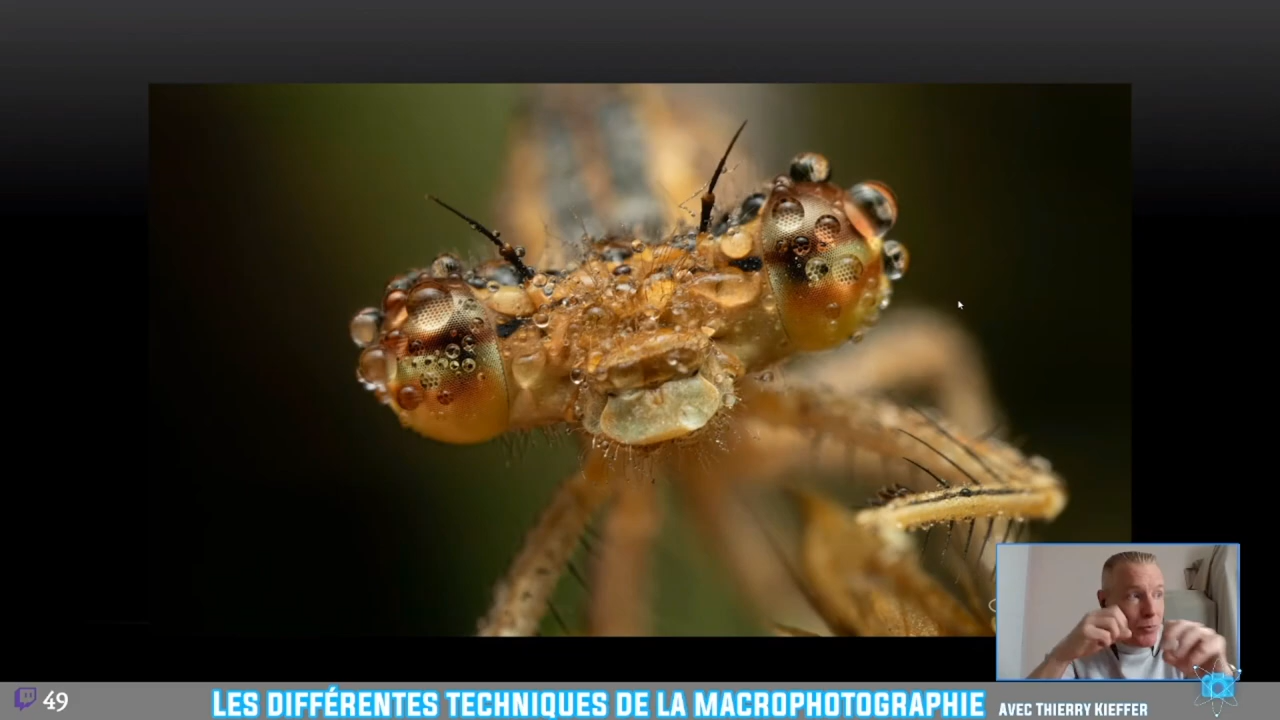 49
LES DIFFÉRENTES TECHNIQUES DE LA MACROPHOTOGRAPHIE
AVEC THIERRY KIEFFER